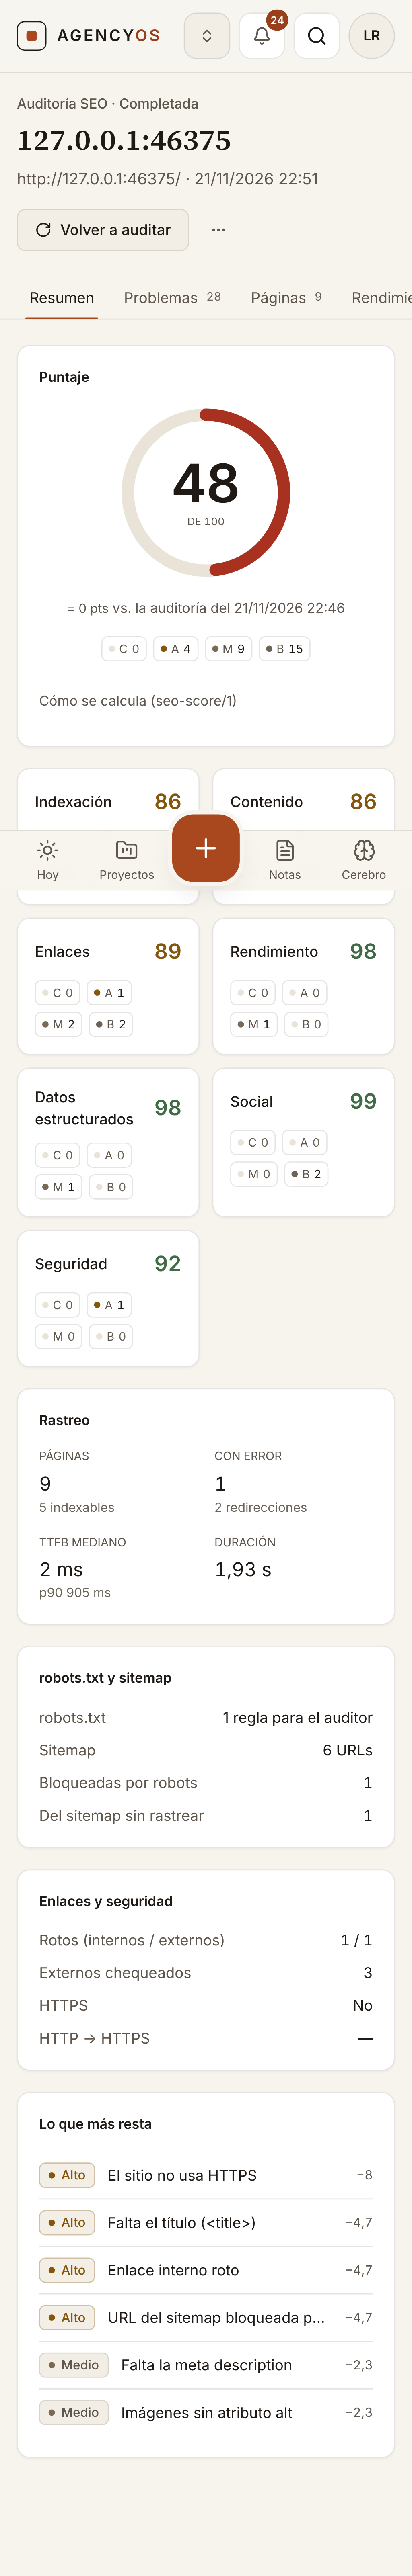 AGENCYOS
24
LR
Auditoría SEO · Completada
127.0.0.1:46375
http://127.0.0.1:46375/ · 21/11/2026 22:51
Volver a auditar
Resumen
Problemas 28
Páginas 9
Rendimie
Puntaje
48
DE 100
= 0 pts vs. la auditoría del 21/11/2026 22:46
C 0
A 4
M 9
B 15
Cómo se calcula (seo-score/1)
Indexación 86
Contenido 86
Hoy
Proyectos
Notas
Cerebro
Enlaces 89
C 0
A 1
M 2
B 2
Rendimiento 98
C 0
A 0
M 1
B 0
Datos
estructurados
98
C 0
A 0
M 1
B 0
Social 99
C 0
A 0
M 0
B 2
Seguridad 92
C 0
A 1
M 0
B 0
Rastreo
PÁGINAS
9
5 indexables
CON ERROR
1
2 redirecciones
TTFB MEDIANO
2 ms
p90 905 ms
DURACIÓN
1,93 s
robots.txt y sitemap
robots.txt 1 regla para el auditor
Sitemap 6 URLs
Bloqueadas por robots 1
Del sitemap sin rastrear 1
Enlaces y seguridad
Rotos (internos / externos) 1 / 1
Externos chequeados 3
HTTPS No
HTTP → HTTPS —
Lo que más resta
Alto El sitio no usa HTTPS −8
Alto Falta el título (<title>) −4,7
Alto Enlace interno roto −4,7
Alto URL del sitemap bloqueada p... −4,7
Medio Falta la meta description −2,3
Medio Imágenes sin atributo alt −2,3